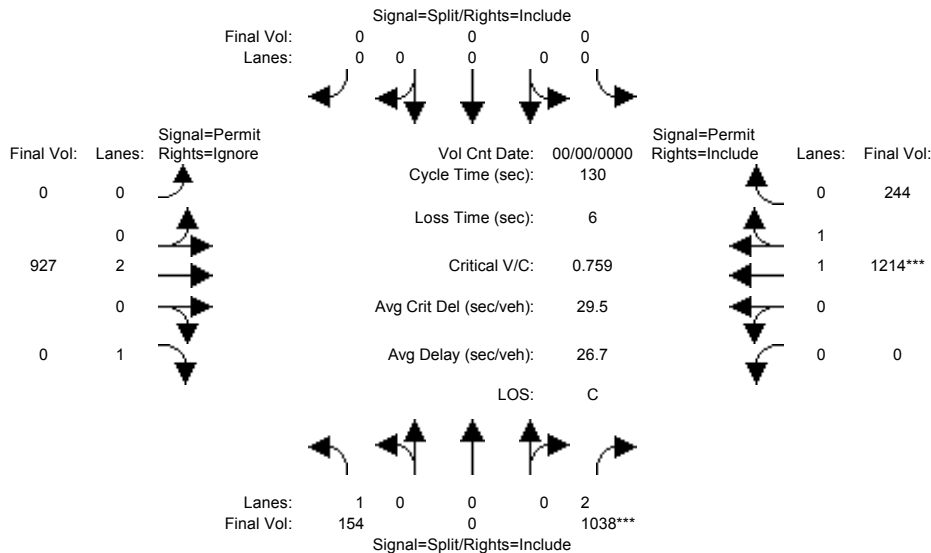 Signal=Split/Rights=Include
Final Vol: 0 0 0
Lanes: 0 0 0 0 0
Signal=Permit Signal=Permit
Final Vol: Lanes: Rights=Ignore Vol Cnt Date: 00/00/0000 Rights=Include Lanes: Final Vol:
Cycle Time (sec): 130
0 0 0 244
Loss Time (sec): 6
0 1
927 2 Critical V/C: 0.759 1 1214***
0 Avg Crit Del (sec/veh): 29.5 0
0 1 Avg Delay (sec/veh): 26.7 0 0
LOS: C
Lanes: 1 0 0 0 2
Final Vol: 154 0 1038***
Signal=Split/Rights=Include